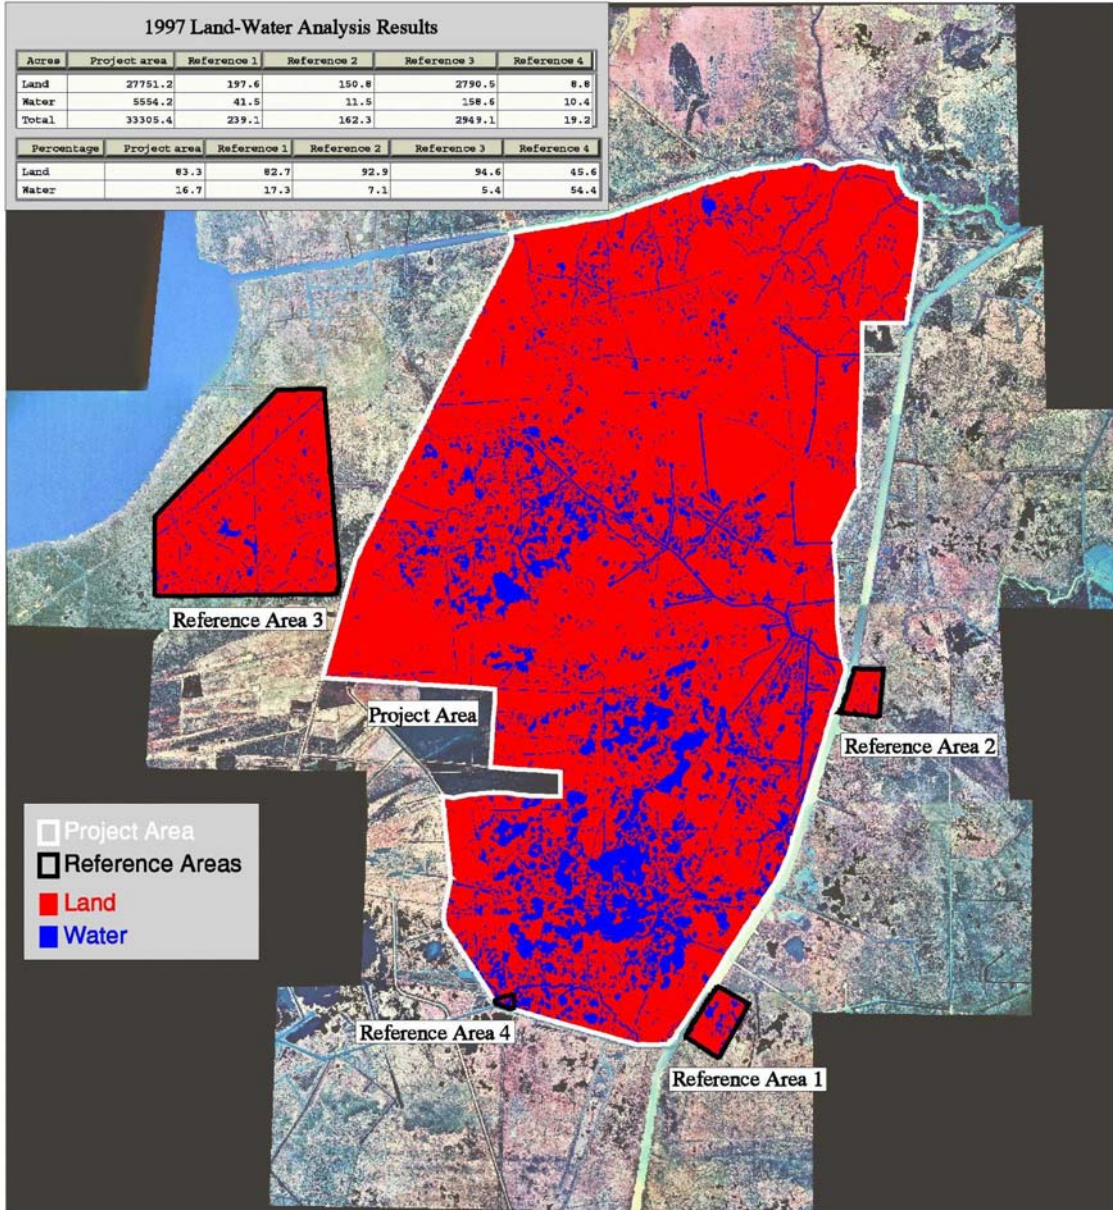 1997 Land-Water Analysis Results
Acres Project area Reference 1 Reference 2 Reference 3 Reference 4
Land 27751.2 197.6 150.8 2790.5 8.8
Water 5554.2 41.5 11.5 158.6 10.4
Total 33305.4 239.1 162.3 2949.1 19.2
Percentage Project area Reference 1 Reference 2 Reference 3 Reference 4
Land 83.3 82.7 92.9 94.6 45.6
Water 16.7 17.3 7.1 5.4 54.4
Reference Area 3
Project Area
Reference Area 2
Project Area
Reference Areas
Land
Water
Reference Area 4
Reference Area 1